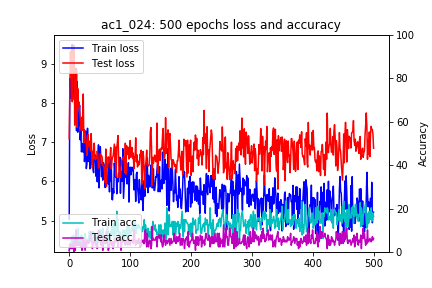 ac1_024: 500 epochs loss and accuracy
Train loss
Test loss
Train acc
Test acc
Loss
9
8
7
6
5
Accuracy
100
80
60
40
20
0
0 100 200 300 400 500